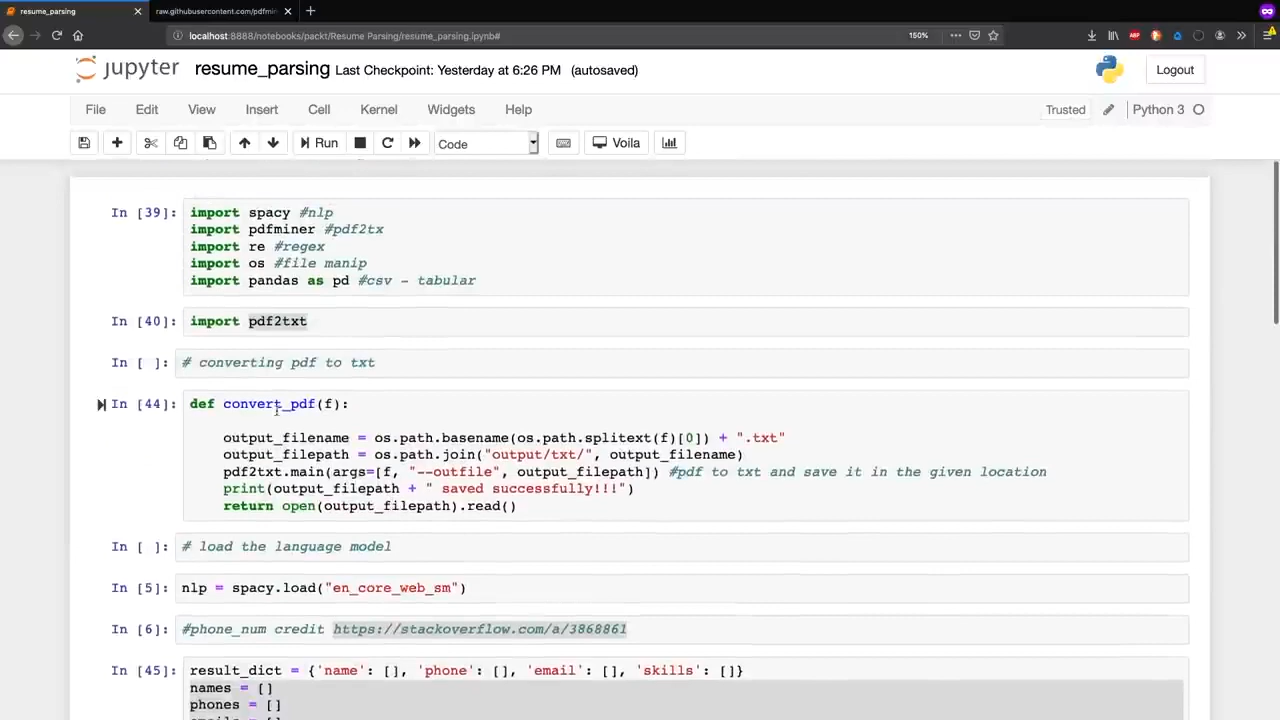 resume_parsing
raw.githubusercontent.com/pdfmin
localhost:8888/notebooks/packt/Resume Parsing/resume_parsing.ipynb#
150%
ABP
jupyter resume_parsing Last Checkpoint: Yesterday at 6:26 PM (autosaved)
Logout
File Edit View Insert Cell Kernel Widgets Help
Trusted Python 3
Run Code Voila
In [39]: import spacy #nlp
import pdfminer #pdf2tx
import re #regex
import os #file manip
import pandas as pd #csv - tabular
In [40]: import pdf2txt
In [ ]: # converting pdf to txt
In [44]: def convert_pdf(f):
output_filename = os.path.basename(os.path.splitext(f)[0]) + ".txt"
output_filepath = os.path.join("output/txt/", output_filename)
pdf2txt.main(args=[f, "--outfile", output_filepath]) #pdf to txt and save it in the given location
print(output_filepath + " saved successfully!!!")
return open(output_filepath).read()
In [ ]: # load the language model
In [5]: nlp = spacy.load("en_core_web_sm")
In [6]: #phone_num credit https://stackoverflow.com/a/3868861
In [45]: result_dict = {'name': [], 'phone': [], 'email': [], 'skills': []}
names = []
phones = []